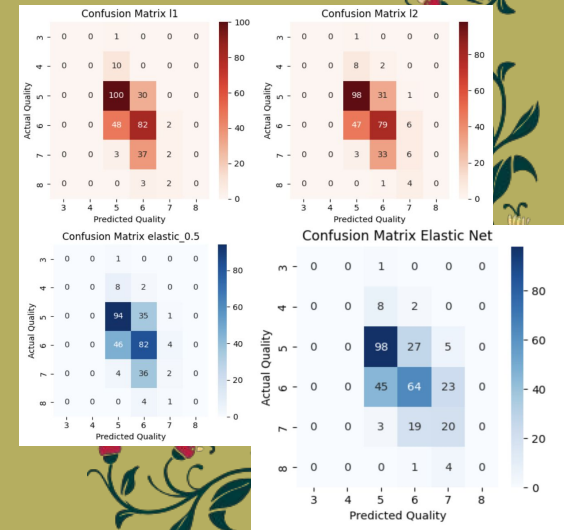 Confusion Matrix l1
Actual Quality
3 0 0 1 0 0 0
4 0 0 10 0 0 0
5 0 0 100 30 0 0
6 0 0 48 82 2 0
7 0 0 3 37 2 0
8 0 0 0 3 2 0
3 4 5 6 7 8
Predicted Quality
100
80
60
40
20
0
Confusion Matrix l2
Actual Quality
3 0 0 1 0 0 0
4 0 0 8 2 0 0
5 0 0 98 31 1 0
6 0 0 47 79 6 0
7 0 0 3 33 6 0
8 0 0 0 1 4 0
3 4 5 6 7 8
Predicted Quality
80
60
40
20
0
Confusion Matrix elastic_0.5
Actual Quality
3 0 0 1 0 0 0
4 0 0 8 2 0 0
5 0 0 94 35 1 0
6 0 0 46 82 4 0
7 0 0 4 36 2 0
8 0 0 0 4 1 0
3 4 5 6 7 8
Predicted Quality
80
60
40
20
0
Confusion Matrix Elastic Net
Actual Quality
3 0 0 1 0 0 0
4 0 0 8 2 0 0
5 0 0 98 27 5 0
6 0 0 45 64 23 0
7 0 0 3 19 20 0
8 0 0 0 1 4 0
3 4 5 6 7 8
Predicted Quality
80
60
40
20
0